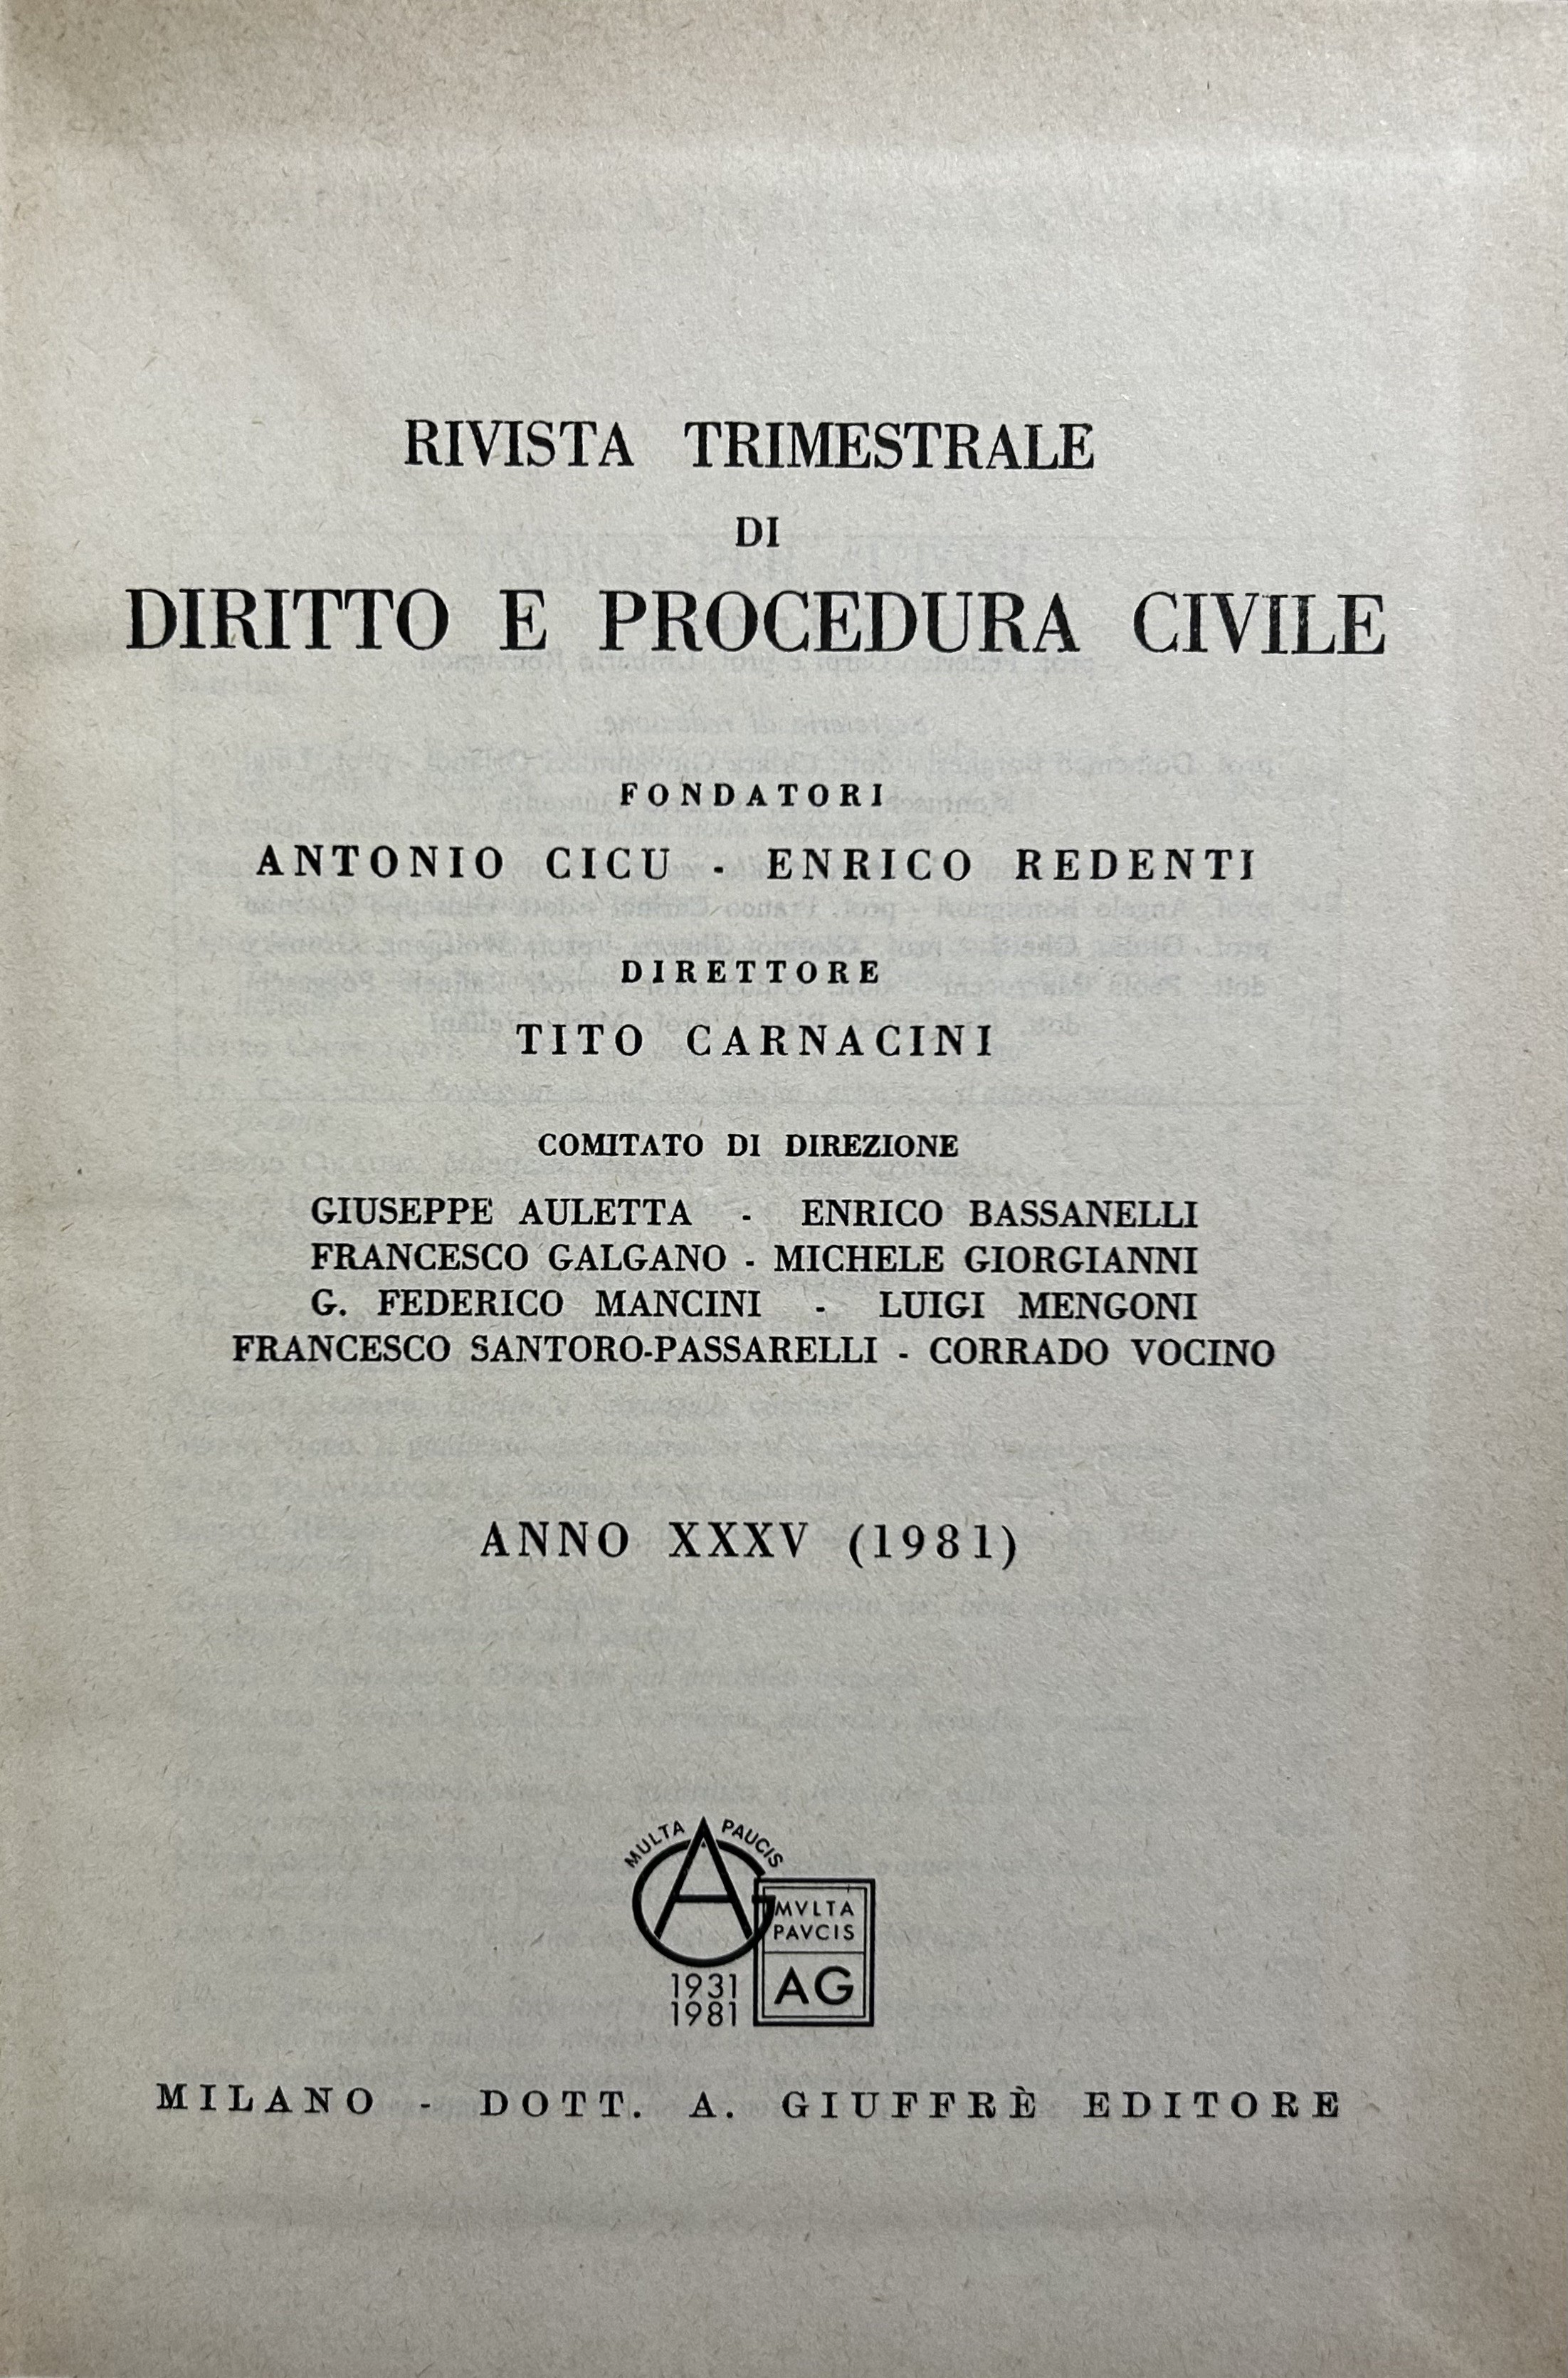 RIVISTA TRIMESTRALE
DI
DIRITTO E PROCEDURA CIVILE
FONDATORI
ANTONIO CICU - ENRICO REDENTI
DIRETTORE
TITO CARNACINI
COMITATO DI DIREZIONE
GIUSEPPE AULETTA - ENRICO BASSANELLI
FRANCESCO GALGANO - MICHELE GIORGIANNI
G. FEDERICO MANCINI - LUIGI MENGONI
FRANCESCO SANTORO-PASSARELLI - CORRADO VOCINO
ANNO XXXV (1981)
MULTA PAUCIS
AG
1931
1981
MVLTA
PAVCIS
AG
MILANO - DOTT. A. GIUFFRÈ EDITORE